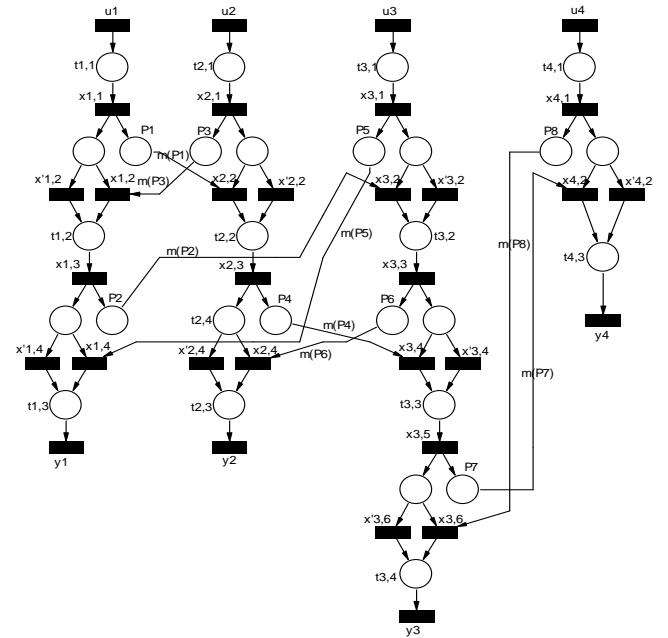 u1 u2 u3 u4
t1,1 t2,1 t3,1 t4,1
x1,1 x2,1 x3,1 x4,1
P1 P3 P5 P8
m(P1)
x'1,2 x1,2 m(P3) x2,2 x'2,2 x3,2 x'3,2 x4,2 x'4,2
t1,2 t2,2 m(P5) t3,2
m(P2) m(P8) t4,3
x1,3 x2,3 x3,3
P2 P4 P6
t2,4 m(P4) y4
x'1,4 x1,4 x'2,4 x2,4 m(P6) x3,4 x'3,4
m(P7)
t1,3 t2,3 t3,3
x3,5
y1 y2
P7
x'3,6 x3,6
t3,4
y3